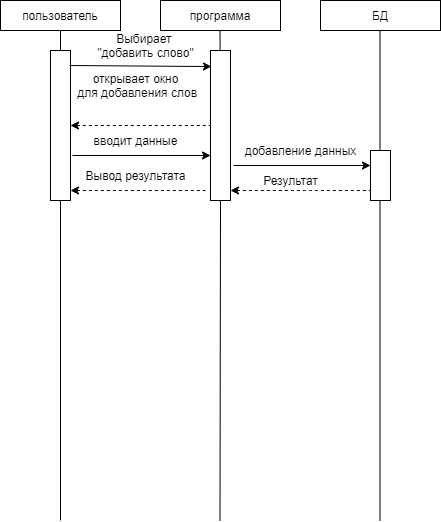 пользователь
программа
БД
Выбирает
"добавить слово"
открывает окно
для добавления слов
вводит данные
добавление данных
Вывод результата
Результат